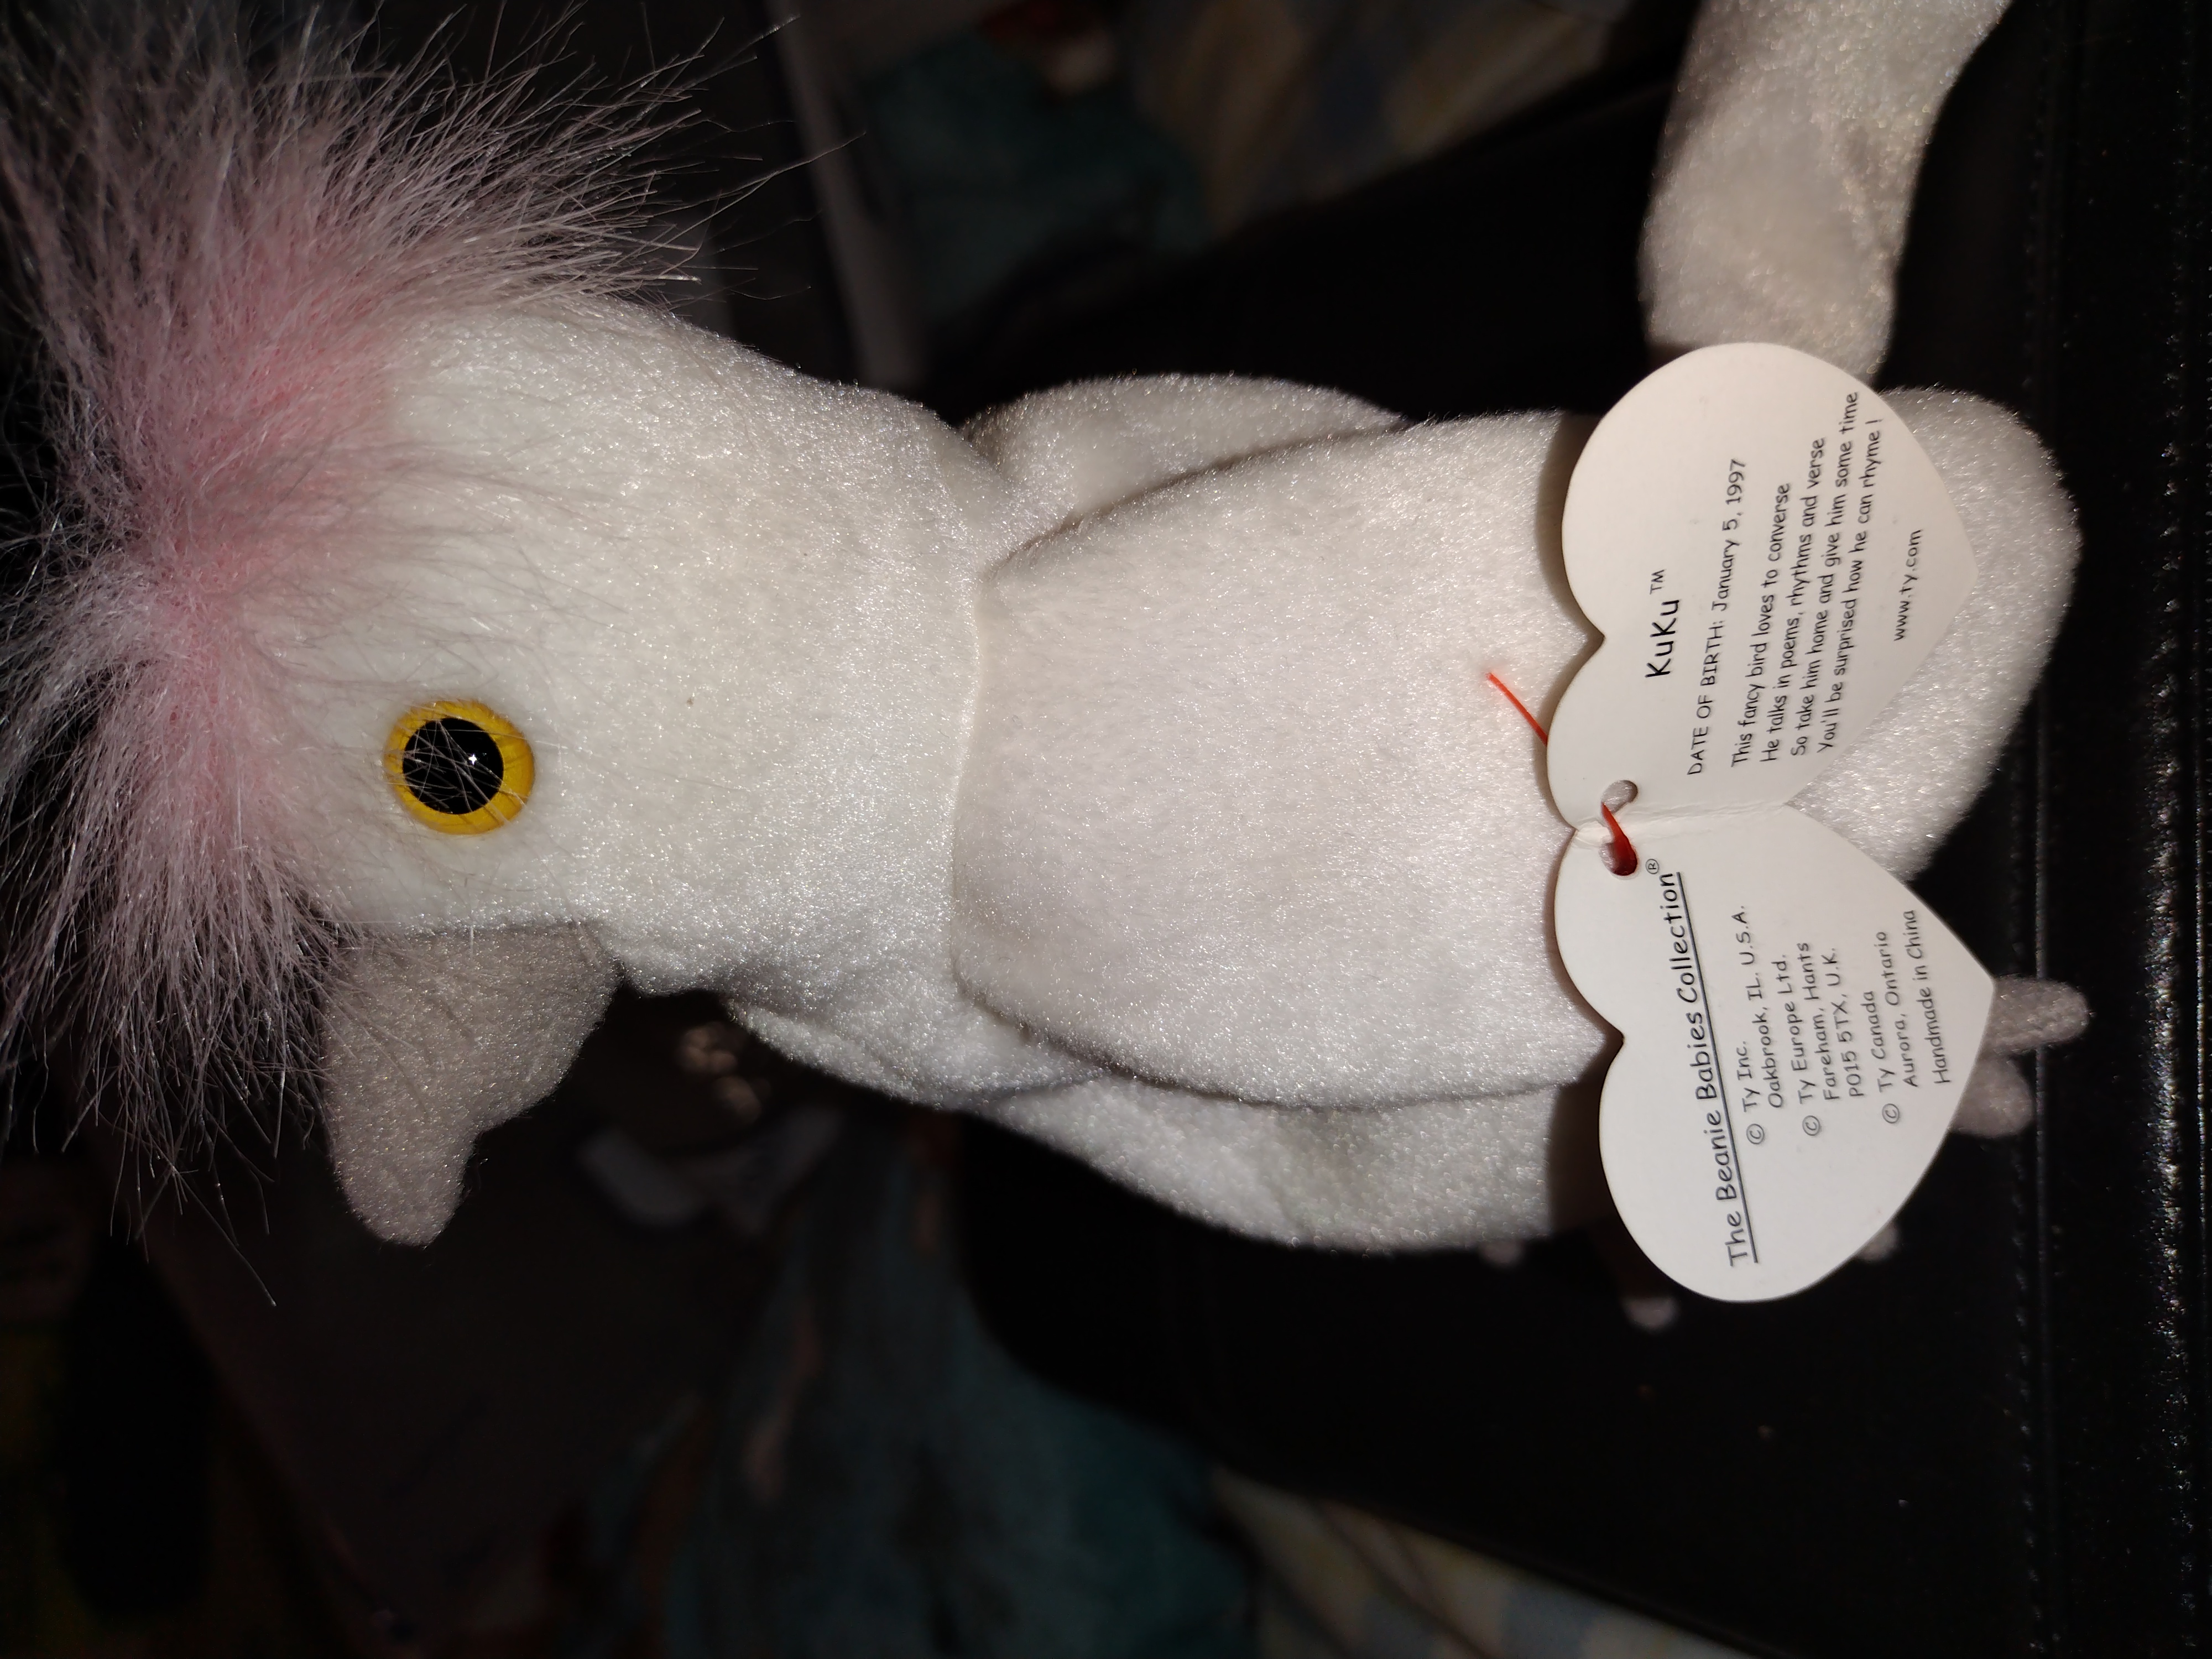 The Beanie Babies Collection®
© Ty Inc.
Oakbrook, IL. U.S.A.
© Ty Europe Ltd.
Fareham, Hants
PO15 5TX, U.K.
© Ty Canada
Aurora, Ontario
Handmade in China
KuKu™
DATE OF BIRTH: January 5, 1997
This fancy bird loves to converse
He talks in poems, rhythms and verse
So take him home and give him some time
You'll be surprised how he can rhyme !
www.ty.com